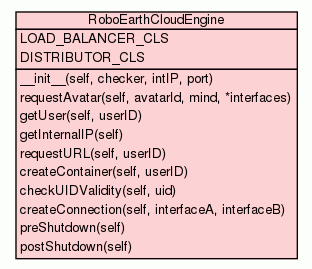 RoboEarthCloudEngine
LOAD_BALANCER_CLS
DISTRIBUTOR_CLS
__init__(self, checker, intIP, port)
requestAvatar(self, avatarId, mind, *interfaces)
getUser(self, userID)
getInternalIP(self)
requestURL(self, userID)
createContainer(self, userID)
checkUIDValidity(self, uid)
createConnection(self, interfaceA, interfaceB)
preShutdown(self)
postShutdown(self)